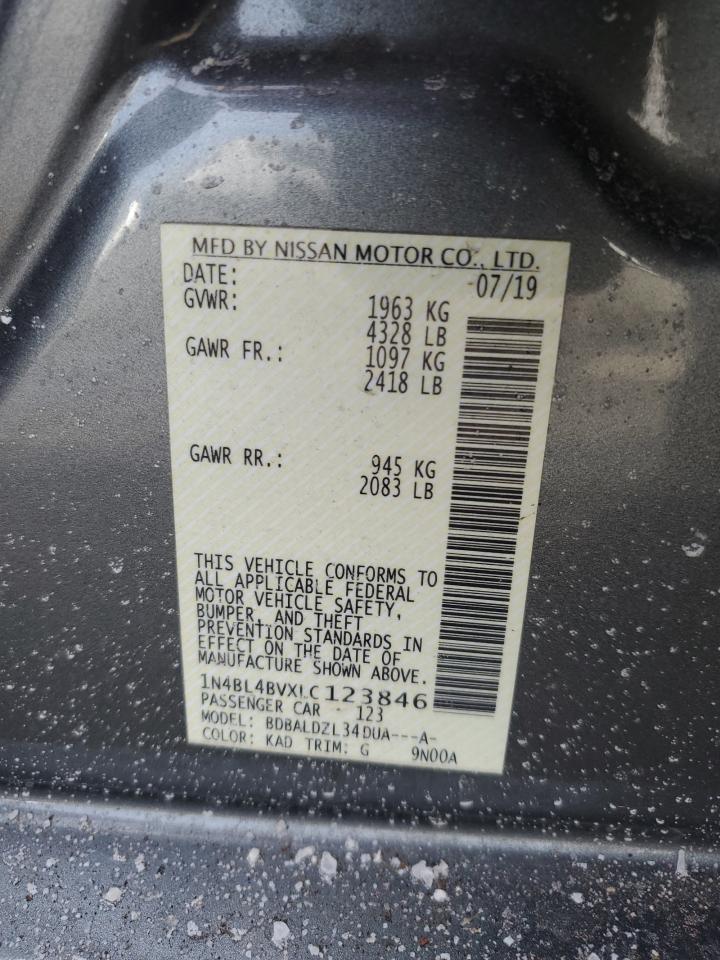 MFD BY NISSAN MOTOR CO., LTD.
DATE: 07/19
GVWR: 1963 KG
4328 LB
GAWR FR.: 1097 KG
2418 LB
GAWR RR.: 945 KG
2083 LB
THIS VEHICLE CONFORMS TO
ALL APPLICABLE FEDERAL
MOTOR VEHICLE SAFETY,
BUMPER, AND THEFT
PREVENTION STANDARDS IN
EFFECT ON THE DATE OF
MANUFACTURE SHOWN ABOVE.
1N4BL4BVXLC123846
PASSENGER CAR 123
MODEL: BDBALDZL34DUA---A-
COLOR: KAD TRIM: G 9N00A